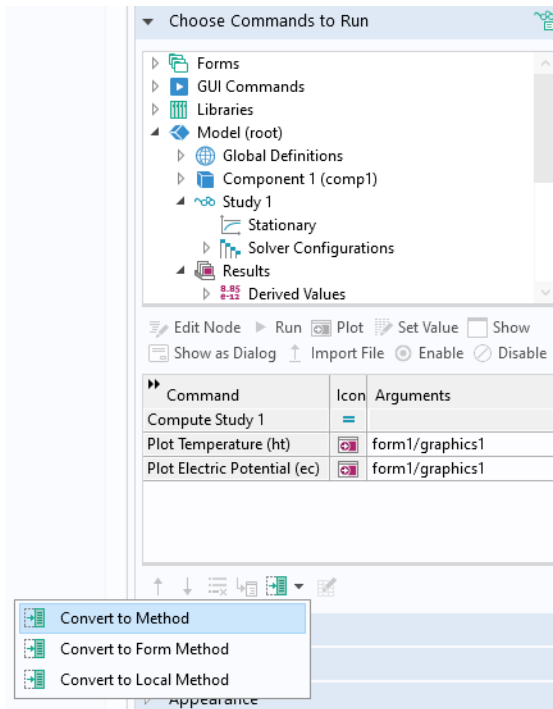 Choose Commands to Run
Forms
GUI Commands
Libraries
Model (root)
Global Definitions
Component 1 (comp1)
Study 1
Stationary
Solver Configurations
Results
8.85
e-12 Derived Values
Edit Node Run Plot Set Value Show
Show as Dialog Import File Enable Disable
Command Icon Arguments
Compute Study 1
Plot Temperature (ht) form1/graphics1
Plot Electric Potential (ec) form1/graphics1
Convert to Method
Convert to Form Method
Convert to Local Method
Appearance